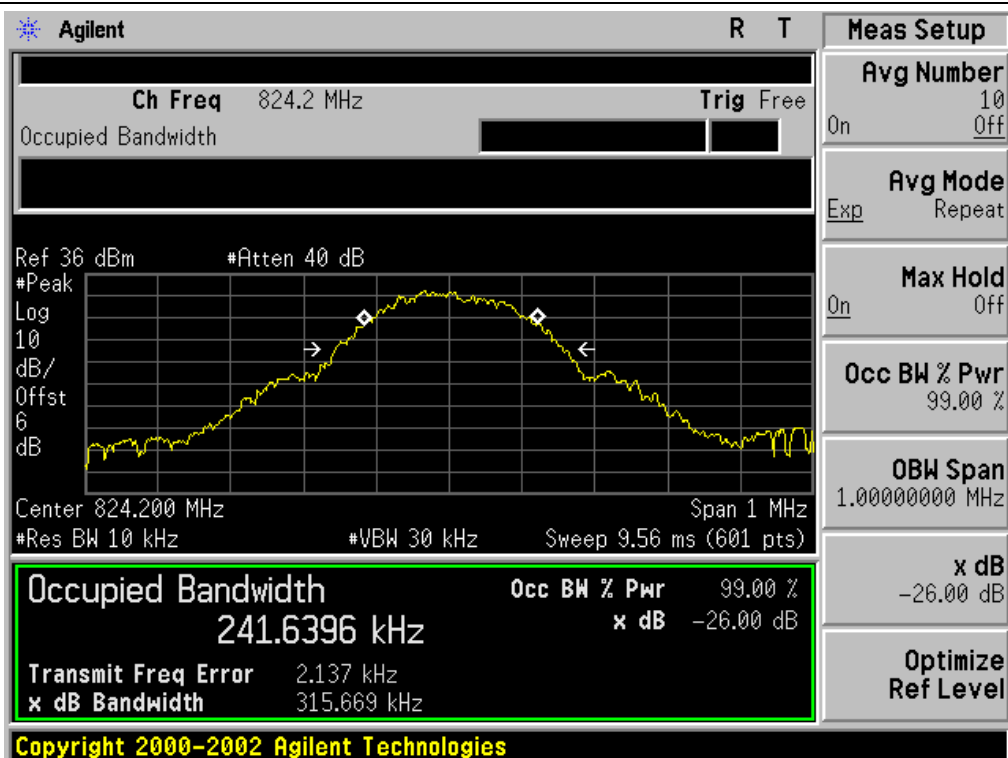 Agilent R T
Ch Freq 824.2 MHz Trig Free
Occupied Bandwidth
Ref 36 dBm #Atten 40 dB
#Peak
Log
10
dB/
Offst
6
dB
Center 824.200 MHz Span 1 MHz
#Res BW 10 kHz #VBW 30 kHz Sweep 9.56 ms (601 pts)
Occupied Bandwidth Occ BW % Pwr 99.00 %
241.6396 kHz x dB -26.00 dB
Transmit Freq Error 2.137 kHz
x dB Bandwidth 315.669 kHz
Copyright 2000-2002 Agilent Technologies
Meas Setup
Avg Number
10
On Off
Avg Mode
Exp Repeat
Max Hold
On Off
Occ BW % Pwr
99.00 %
OBW Span
1.00000000 MHz
x dB
-26.00 dB
Optimize
Ref Level